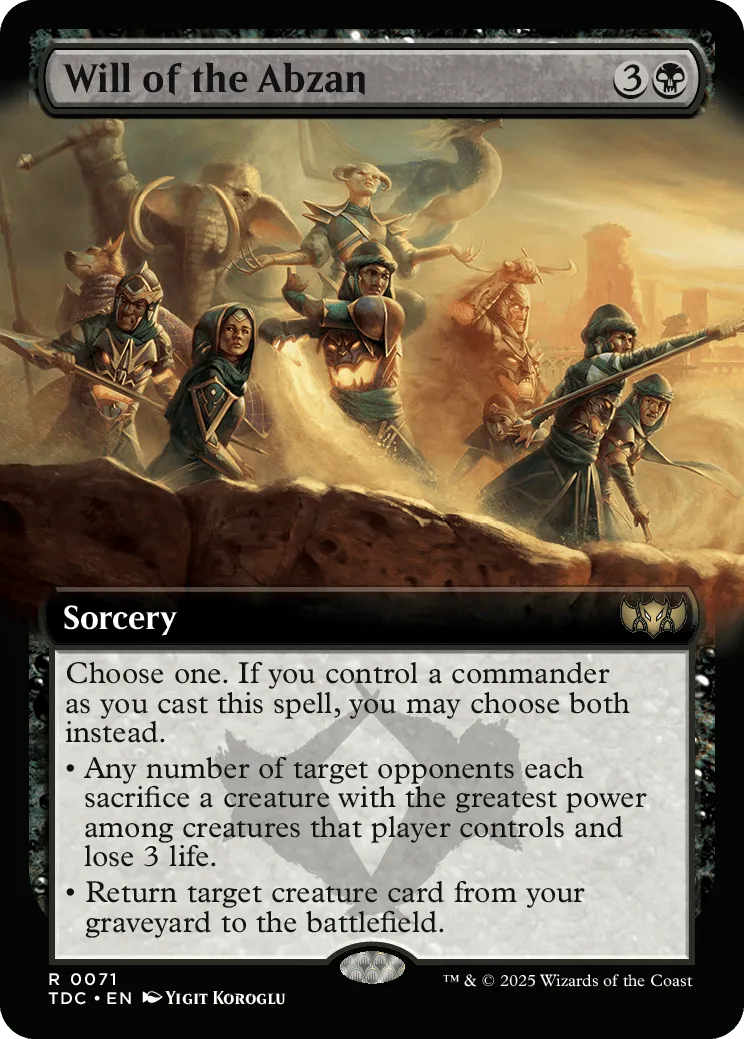 Will of the Abzan 3
Sorcery
Choose one. If you control a commander
as you cast this spell, you may choose both
instead.
• Any number of target opponents each
sacrifice a creature with the greatest power
among creatures that player controls and
lose 3 life.
• Return target creature card from your
graveyard to the battlefield.
R 0071
TDC • EN Yigit Koroglu
™ & © 2025 Wizards of the Coast